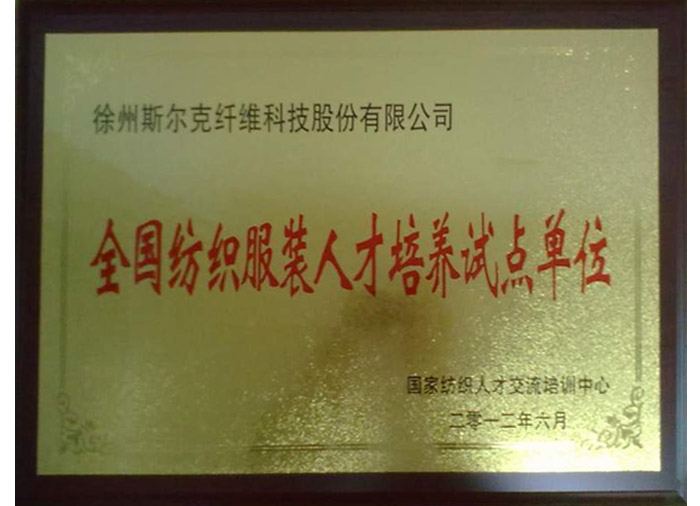 徐州斯尔克纤维科技股份有限公司
全国纺织服装人才培养试点单位
国家纺织人才交流培训中心
二零一二年六月